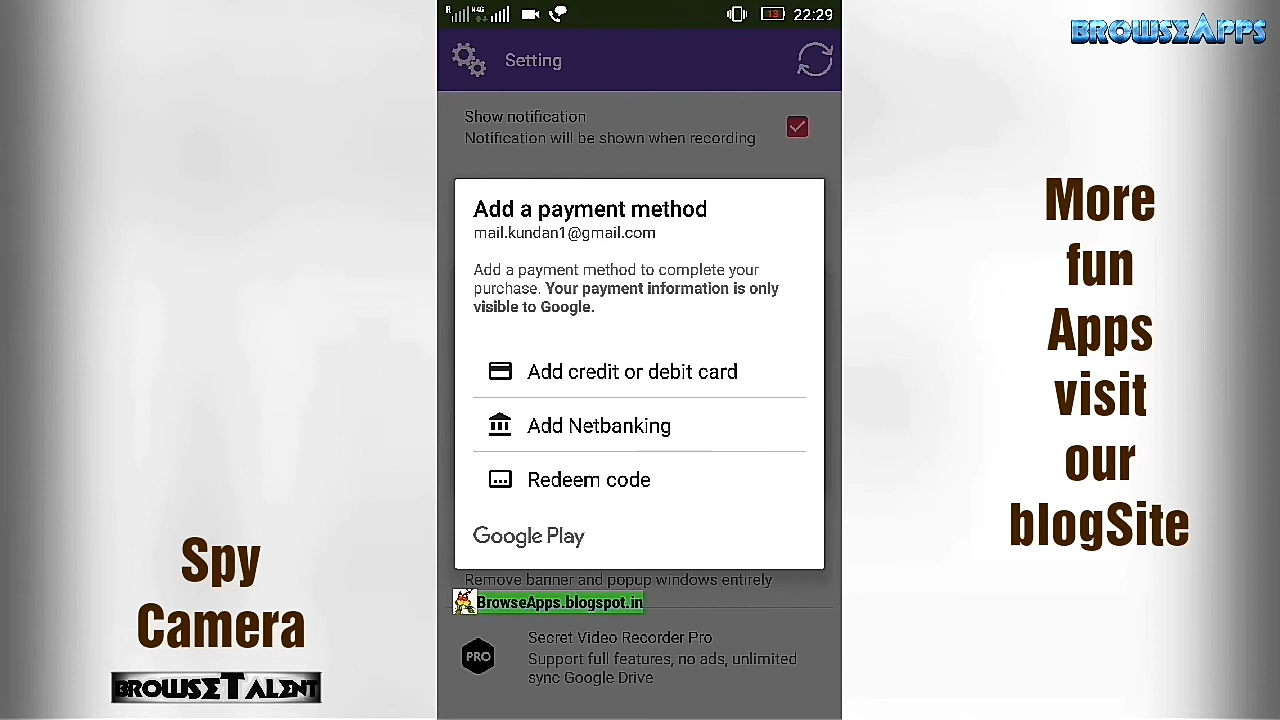 R
4G
13
22:29
BROWSEAPPS
Setting
Show notification
Notification will be shown when recording
Add a payment method
mail.kundan1@gmail.com
Add a payment method to complete your
purchase. Your payment information is only
visible to Google.
Add credit or debit card
Add Netbanking
Redeem code
Google Play
Remove banner and popup windows entirely
BrowseApps.blogspot.in
PRO
Secret Video Recorder Pro
Support full features, no ads, unlimited
sync Google Drive
Spy
Camera
BROWSETALENT
More
fun
Apps
visit
our
blogSite